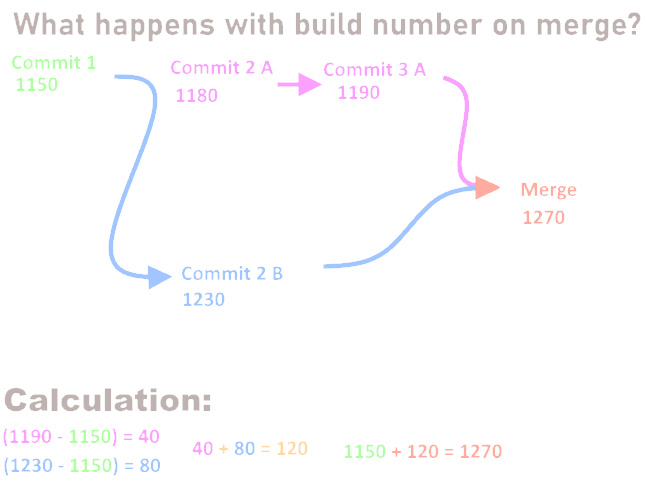 What happens with build number on merge?
Commit 1
1150
Commit 2 A
1180
Commit 3 A
1190
Merge
1270
Commit 2 B
1230
Calculation:
(1190 - 1150) = 40
(1230 - 1150) = 80
40 + 80 = 120
1150 + 120 = 1270